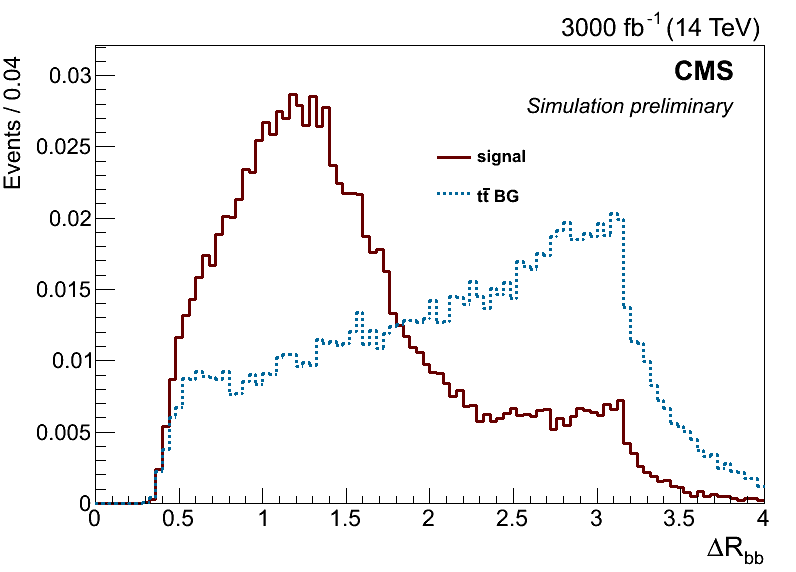 3000 fb⁻¹ (14 TeV)
Events / 0.04
CMS
Simulation preliminary
signal
tt̄ BG
0.03
0.025
0.02
0.015
0.01
0.005
0
0 0.5 1 1.5 2 2.5 3 3.5 4
ΔR_bb